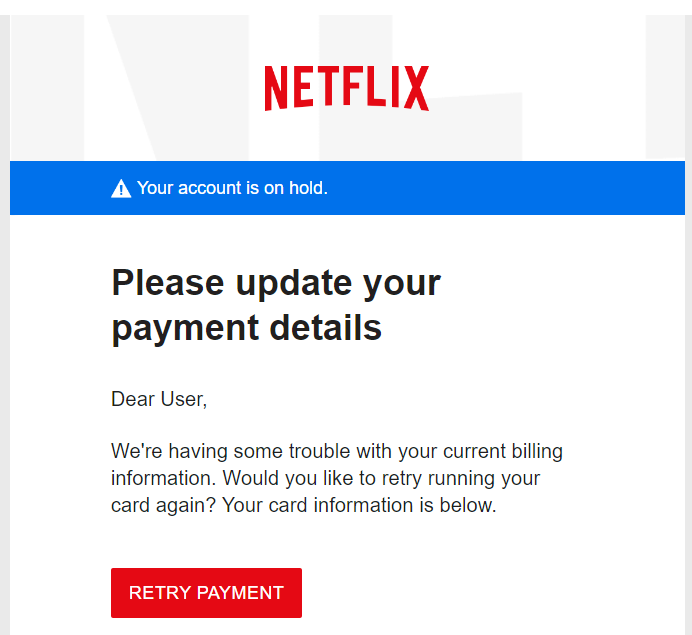 NETFLIX
Your account is on hold.
Please update your
payment details
Dear User,
We're having some trouble with your current billing
information. Would you like to retry running your
card again? Your card information is below.
RETRY PAYMENT